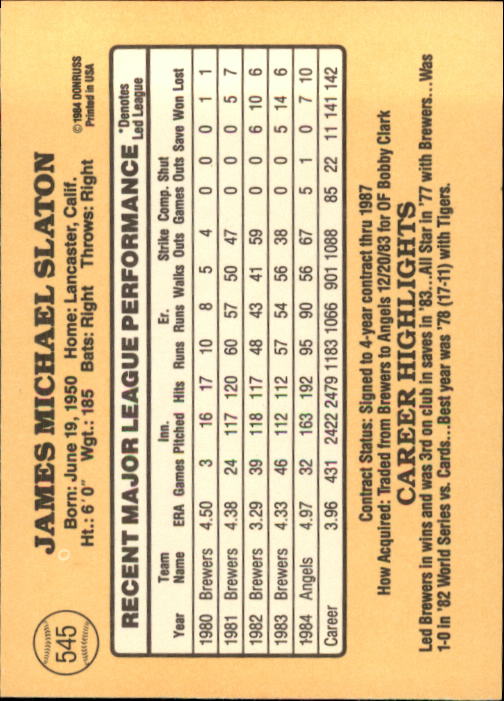 545
JAMES MICHAEL SLATON
Born: June 19, 1950 Home: Lancaster, Calif.
Ht.: 6' 0" Wgt.: 185 Bats: Right Throws: Right
© 1984 DONRUSS
Printed in USA
RECENT MAJOR LEAGUE PERFORMANCE
*Denotes
Led League
Team Inn. Er. Strike Comp. Shut
Year Name ERA Games Pitched Hits Runs Runs Walks Outs Games Outs Save Won Lost
1980 Brewers 4.50 3 16 17 10 8 5 4 0 0 0 1 1
1981 Brewers 4.38 24 117 120 60 57 50 47 0 0 0 5 7
1982 Brewers 3.29 39 118 117 48 43 41 59 0 0 6 10 6
1983 Brewers 4.33 46 112 112 57 54 56 38 0 0 5 14 6
1984 Angels 4.97 32 163 192 95 90 56 67 5 1 0 7 10
Career 3.96 431 2422 2479 1183 1066 901 1088 85 22 11 141 142
Contract Status: Signed to 4-year contract thru 1987
How Acquired: Traded from Brewers to Angels 12/20/83 for OF Bobby Clark
CAREER HIGHLIGHTS
Led Brewers in wins and was 3rd on club in saves in '83...All Star in '77 with Brewers...Was
1-0 in '82 World Series vs. Cards...Best year was '78 (17-11) with Tigers.